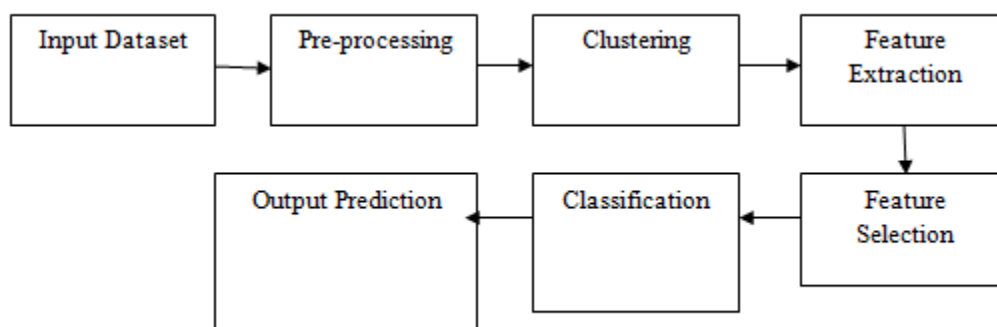 Input Dataset
Pre-processing
Clustering
Feature
Extraction
Output Prediction
Classification
Feature
Selection